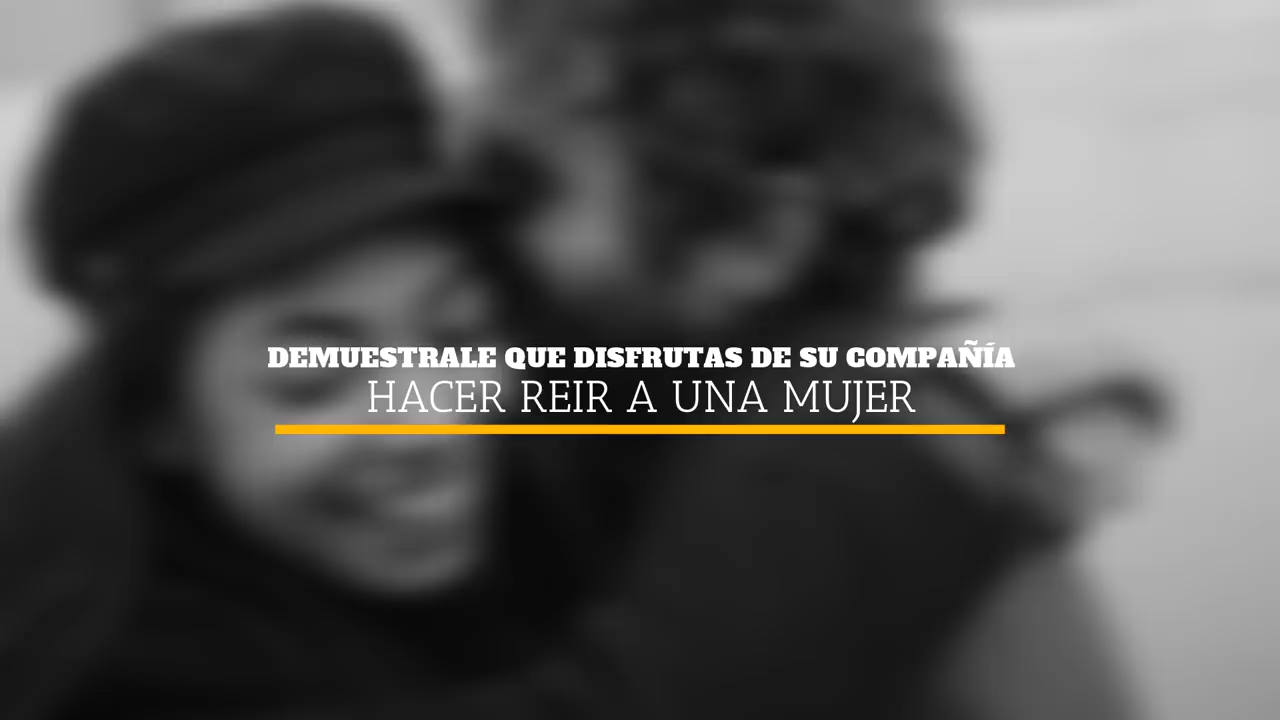 DEMUESTRALE QUE DISFRUTAS DE SU COMPAÑÍA
HACER REIR A UNA MUJER